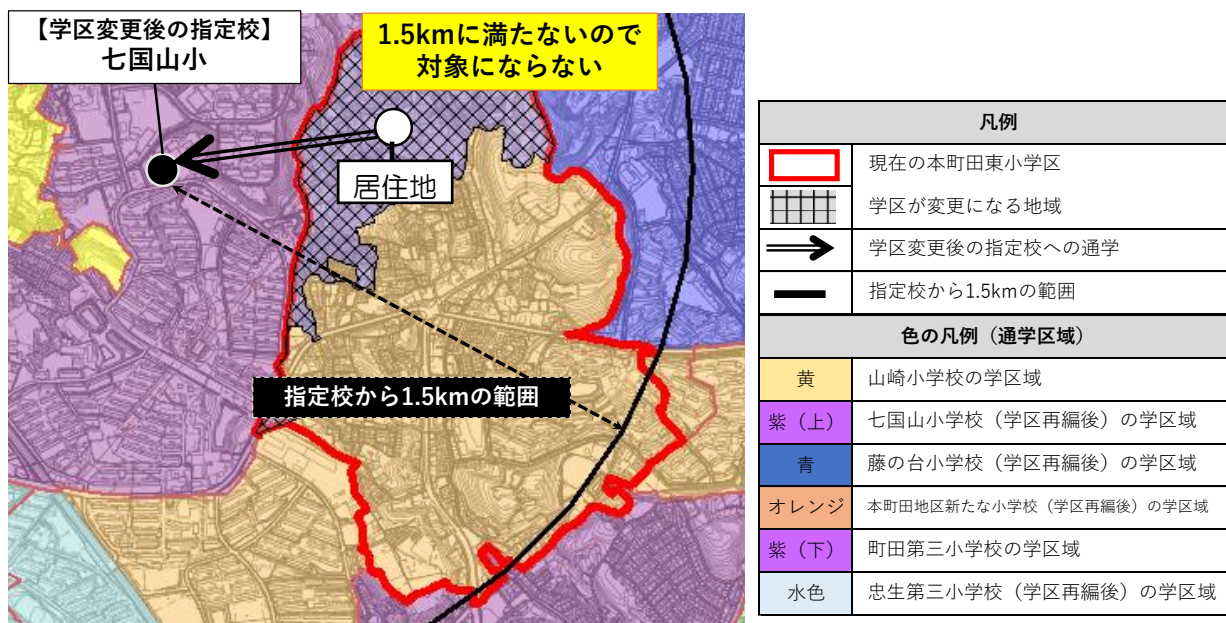 【学区変更後の指定校】
七国山小
1.5kmに満たないので
対象にならない
居住地
指定校から1.5kmの範囲
凡例
現在の本町田東小学区
学区が変更になる地域
学区変更後の指定校への通学
指定校から1.5kmの範囲
色の凡例（通学区域）
黄 山崎小学校の学区域
紫（上） 七国山小学校（学区再編後）の学区域
青 藤の台小学校（学区再編後）の学区域
オレンジ 本町田地区新たな小学校（学区再編後）の学区域
紫（下） 町田第三小学校の学区域
水色 忠生第三小学校（学区再編後）の学区域